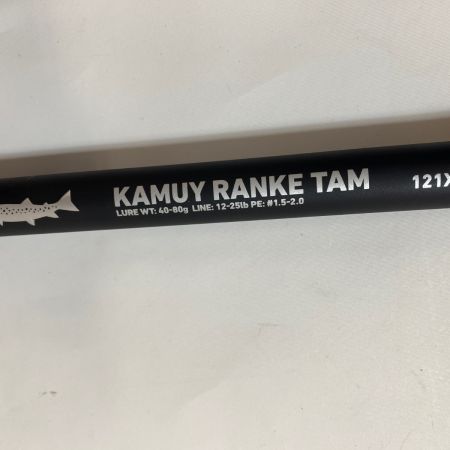 KAMUY RANKE TAM 121X
LURE WT: 40-80g LINE: 12-25lb PE: #1.5-2.0